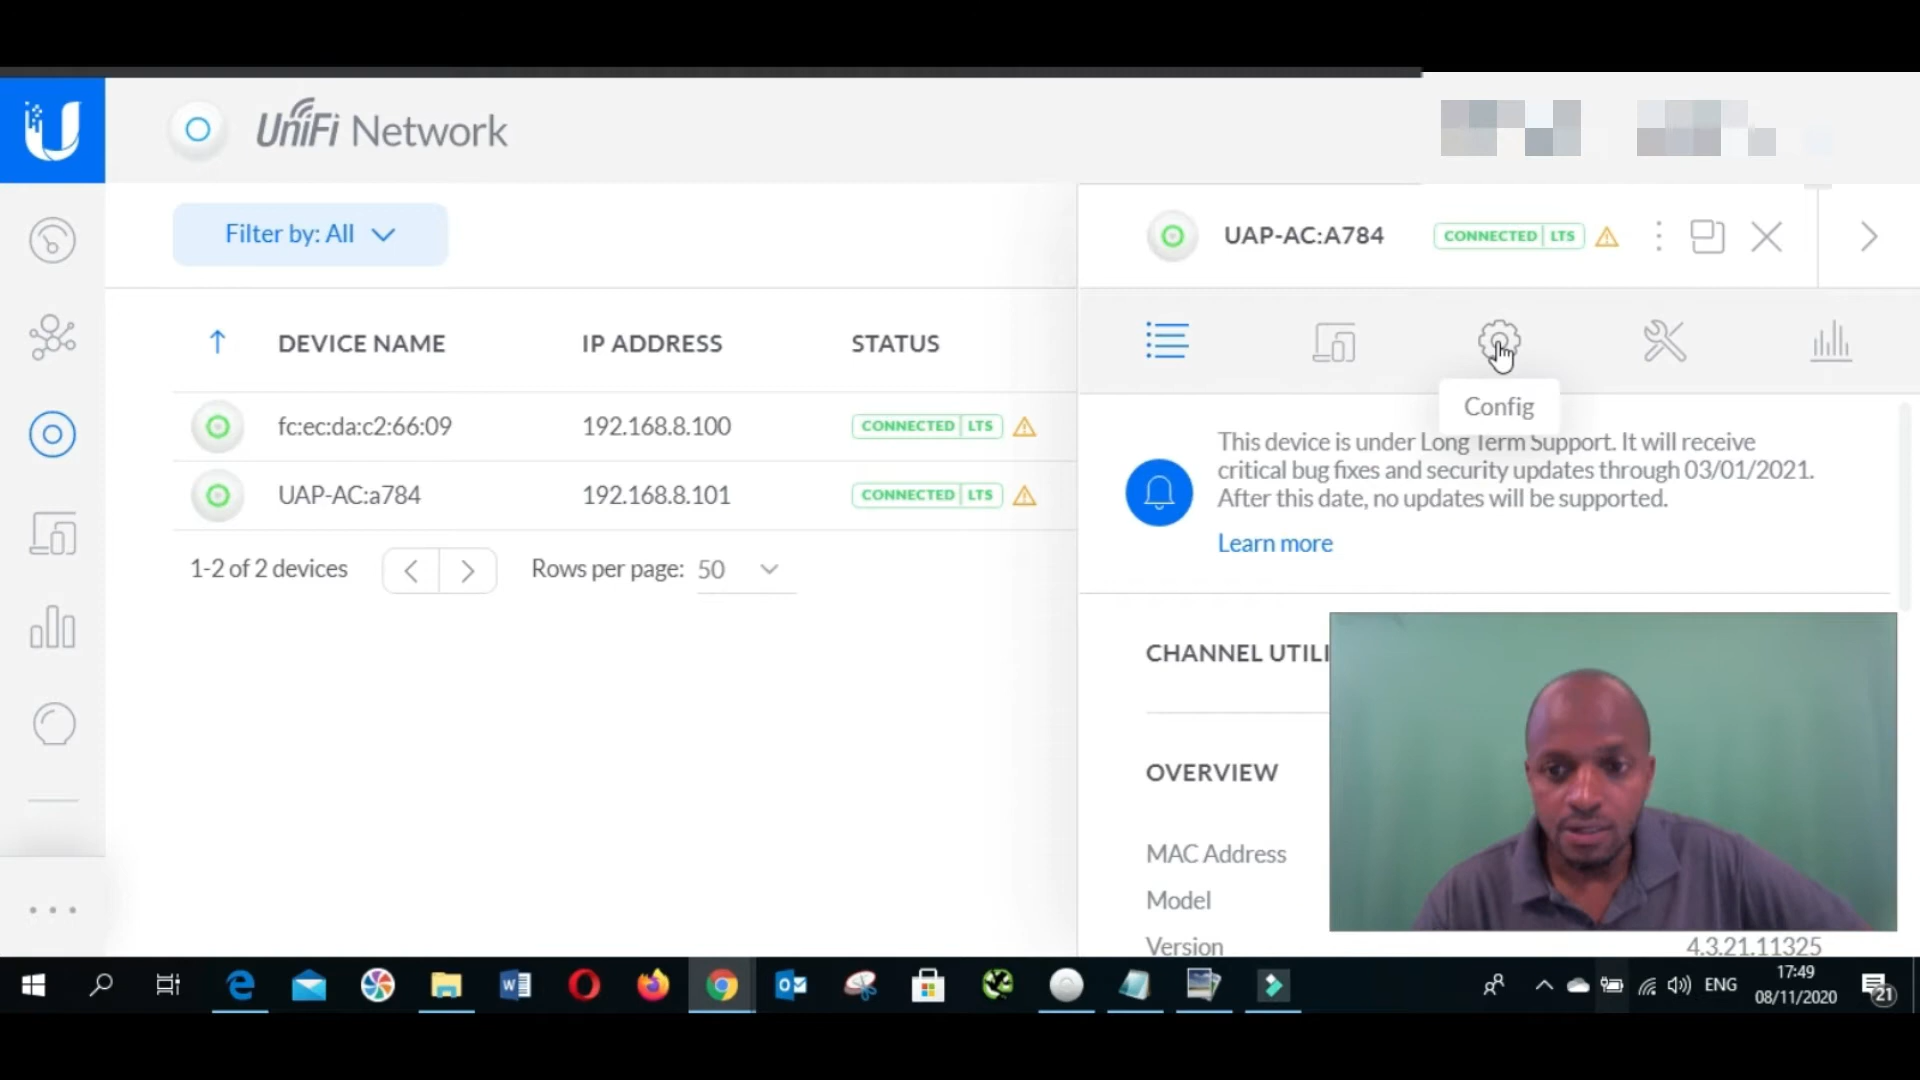 UniFi Network
Filter by: All
UAP-AC:A784
CONNECTED LTS
DEVICE NAME
IP ADDRESS
STATUS
Config
fc:ec:da:c2:66:09
192.168.8.100
CONNECTED LTS
UAP-AC:a784
192.168.8.101
CONNECTED LTS
1-2 of 2 devices
Rows per page: 50
This device is under Long Term Support. It will receive
critical bug fixes and security updates through 03/01/2021.
After this date, no updates will be supported.
Learn more
CHANNEL UTILI
OVERVIEW
MAC Address
Model
Version
4.3.21.11325
ENG
17:49
08/11/2020
21